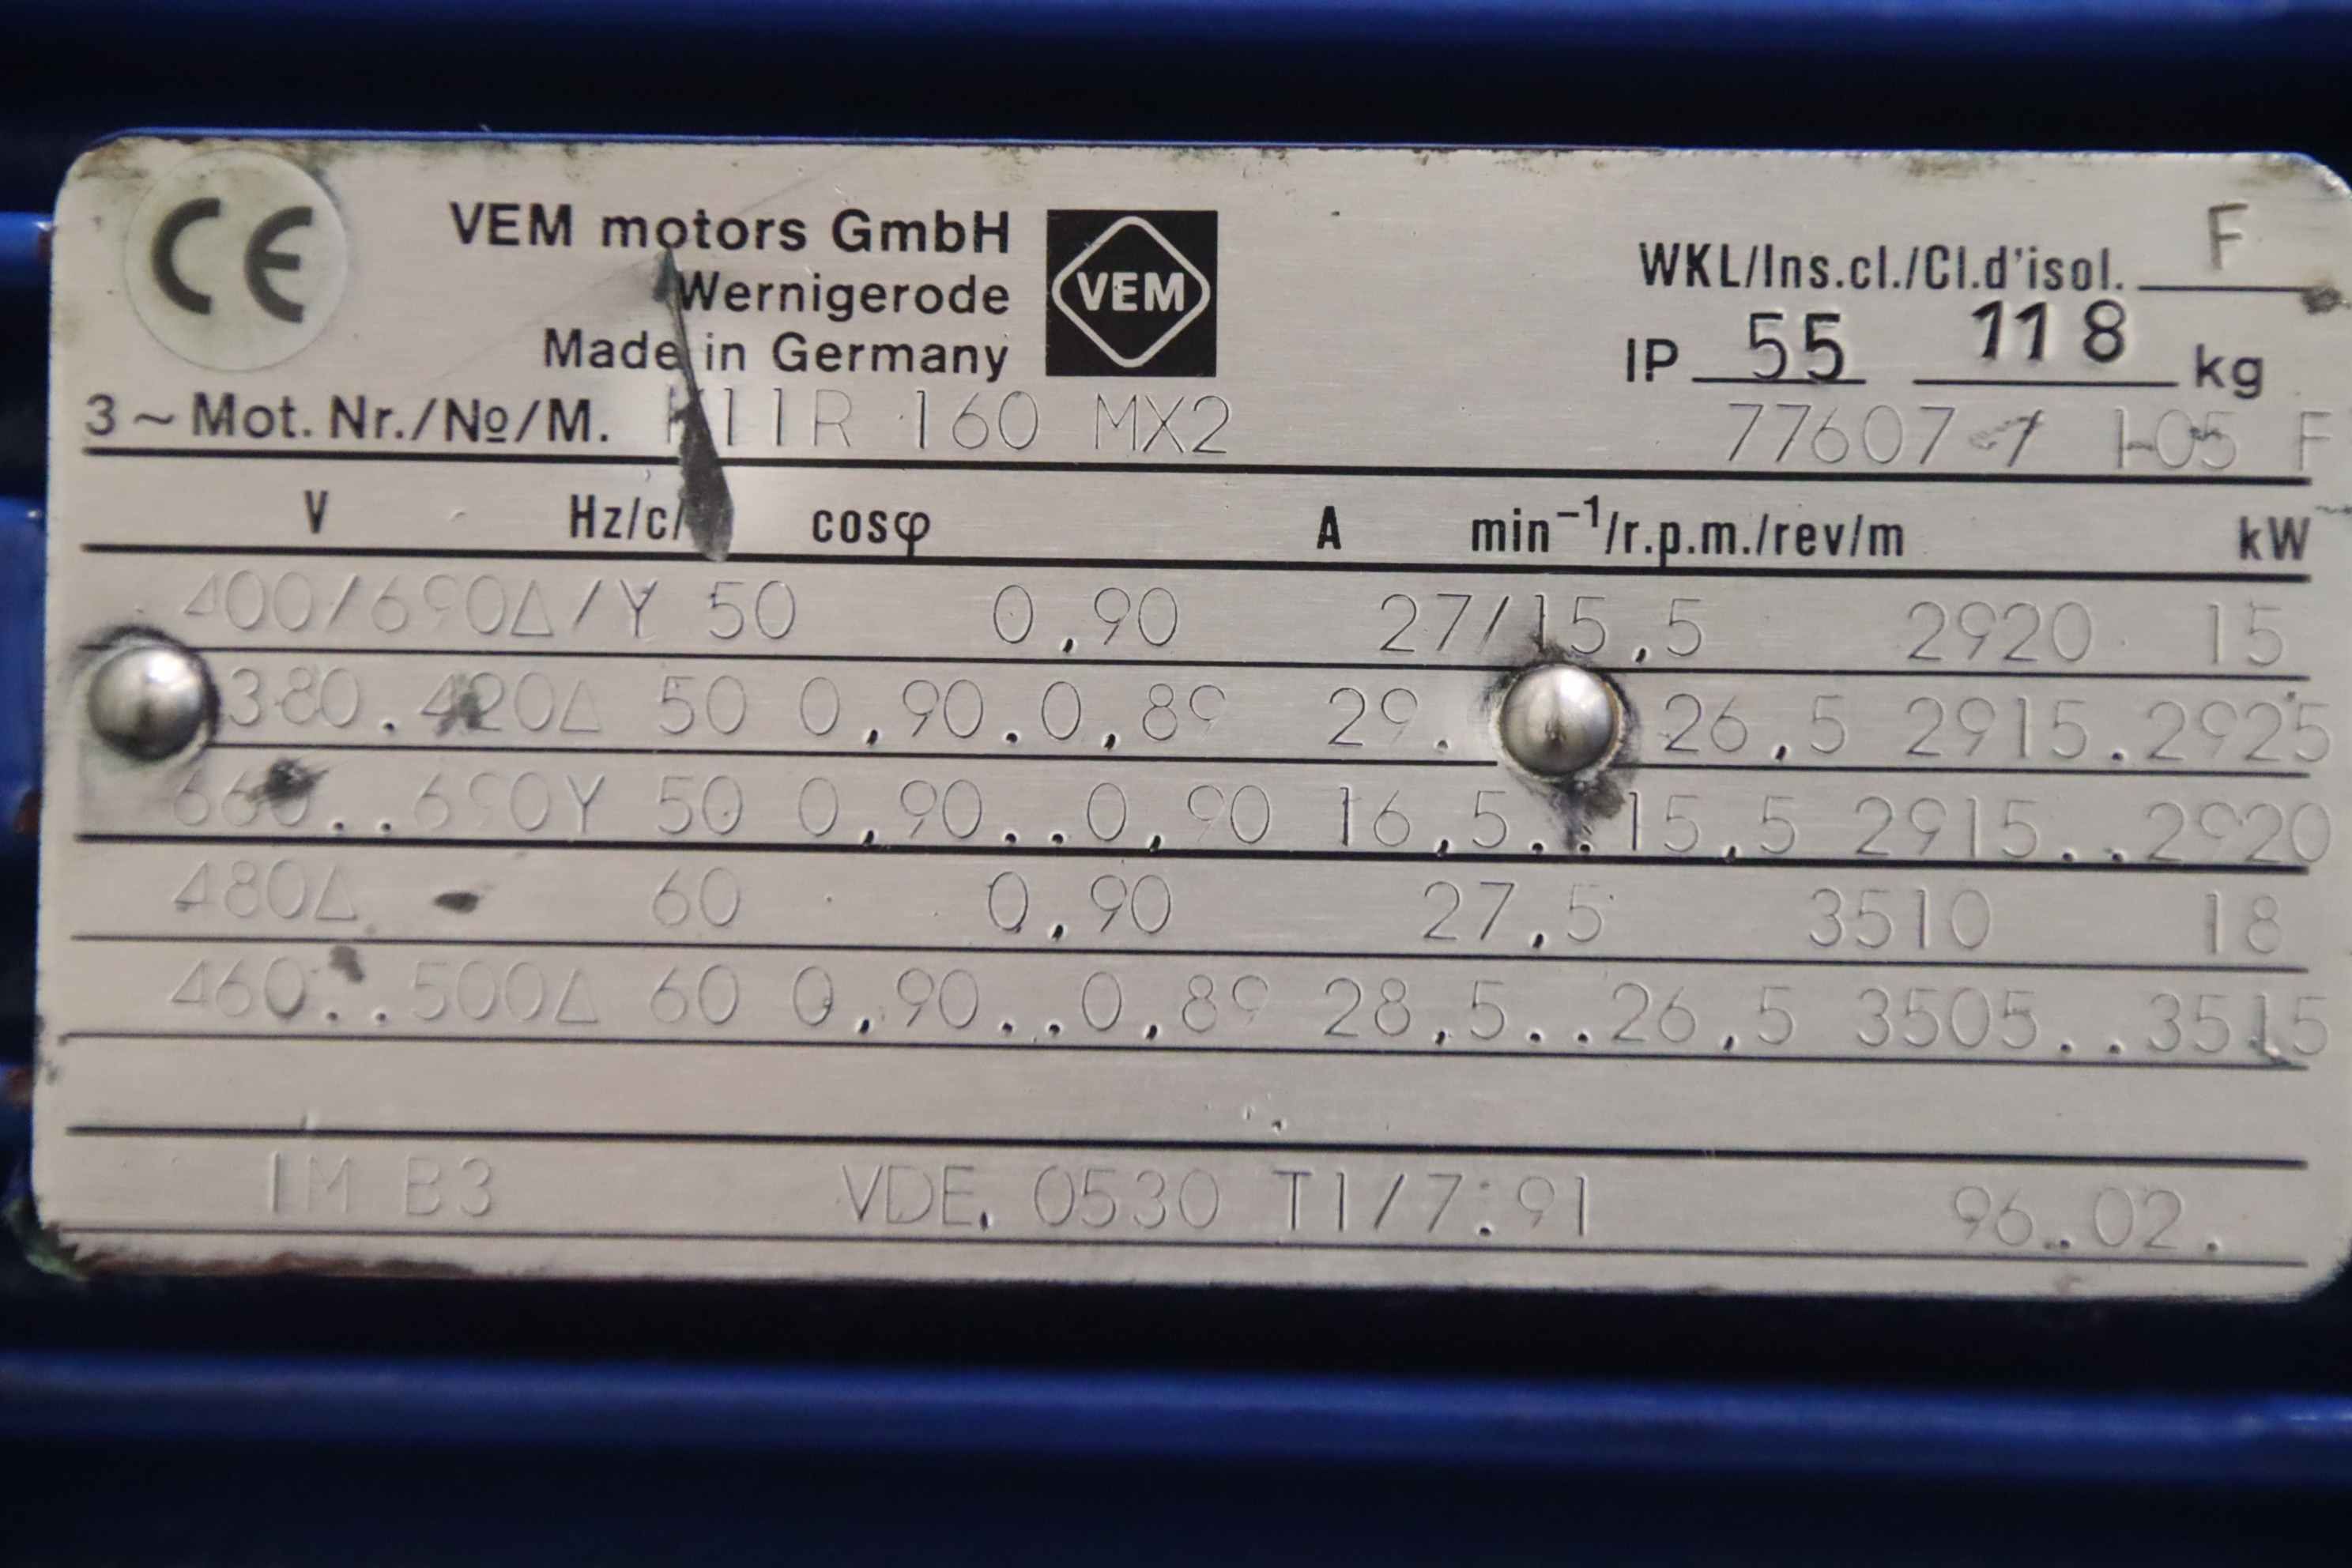 CE
VEM motors GmbH
Wernigerode
Made in Germany
VEM
WKL/Ins.cl./Cl.d'isol. F
IP 55 118 kg
3~Mot. Nr./№/M. K11R 160 MX2 77607 1-05 F
V Hz/c/ cosφ A min⁻¹/r.p.m./rev/m kW
400/690Δ/Y 50 0,90 27/15,5 2920 15
380.420Δ 50 0,90.0,89 29. 26,5 2915.2925
660..690Y 50 0,90..0,90 16,5..15,5 2915..2920
480Δ 60 0,90 27,5 3510 18
460..500Δ 60 0,90..0,89 28,5..26,5 3505..3515
IM B3 VDE. 0530 T1/7.91 96.02.